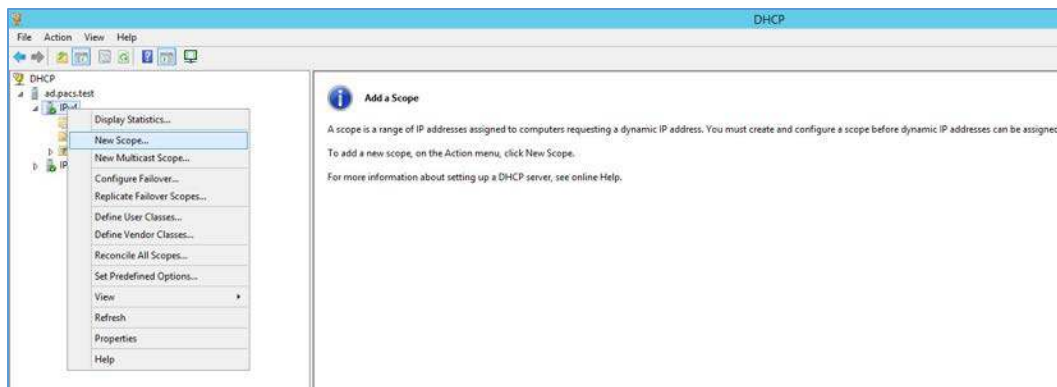 DHCP
File Action View Help
DHCP
ad.pacs.test
IPv4
Display Statistics...
New Scope...
New Multicast Scope...
Configure Failover...
Replicate Failover Scopes...
Define User Classes...
Define Vendor Classes...
Reconcile All Scopes...
Set Predefined Options...
View
Refresh
Properties
Help
IP
Add a Scope
A scope is a range of IP addresses assigned to computers requesting a dynamic IP address. You must create and configure a scope before dynamic IP addresses can be assigned
To add a new scope, on the Action menu, click New Scope.
For more information about setting up a DHCP server, see online Help.